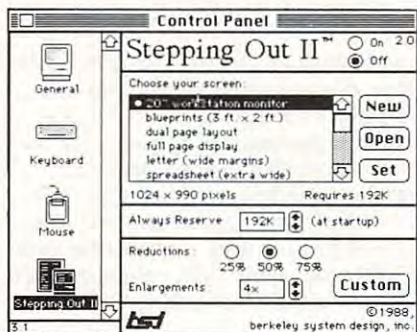 Control Panel
General
Keyboard
Mouse
Stepping Out II
3.1
Stepping Out II™
On
Off
2.0
Choose your screen:
20" workstation monitor
blueprints (3 ft. x 2 ft.)
dual page layout
full page display
letter (wide margins)
spreadsheet (extra wide)
New
Open
Set
1024 x 990 pixels
Requires 192K
Always Reserve 192K (at startup)
Reductions:
25% 50% 75%
Enlargements 4x
Custom
bsd
©1988
berkeley system design, inc.